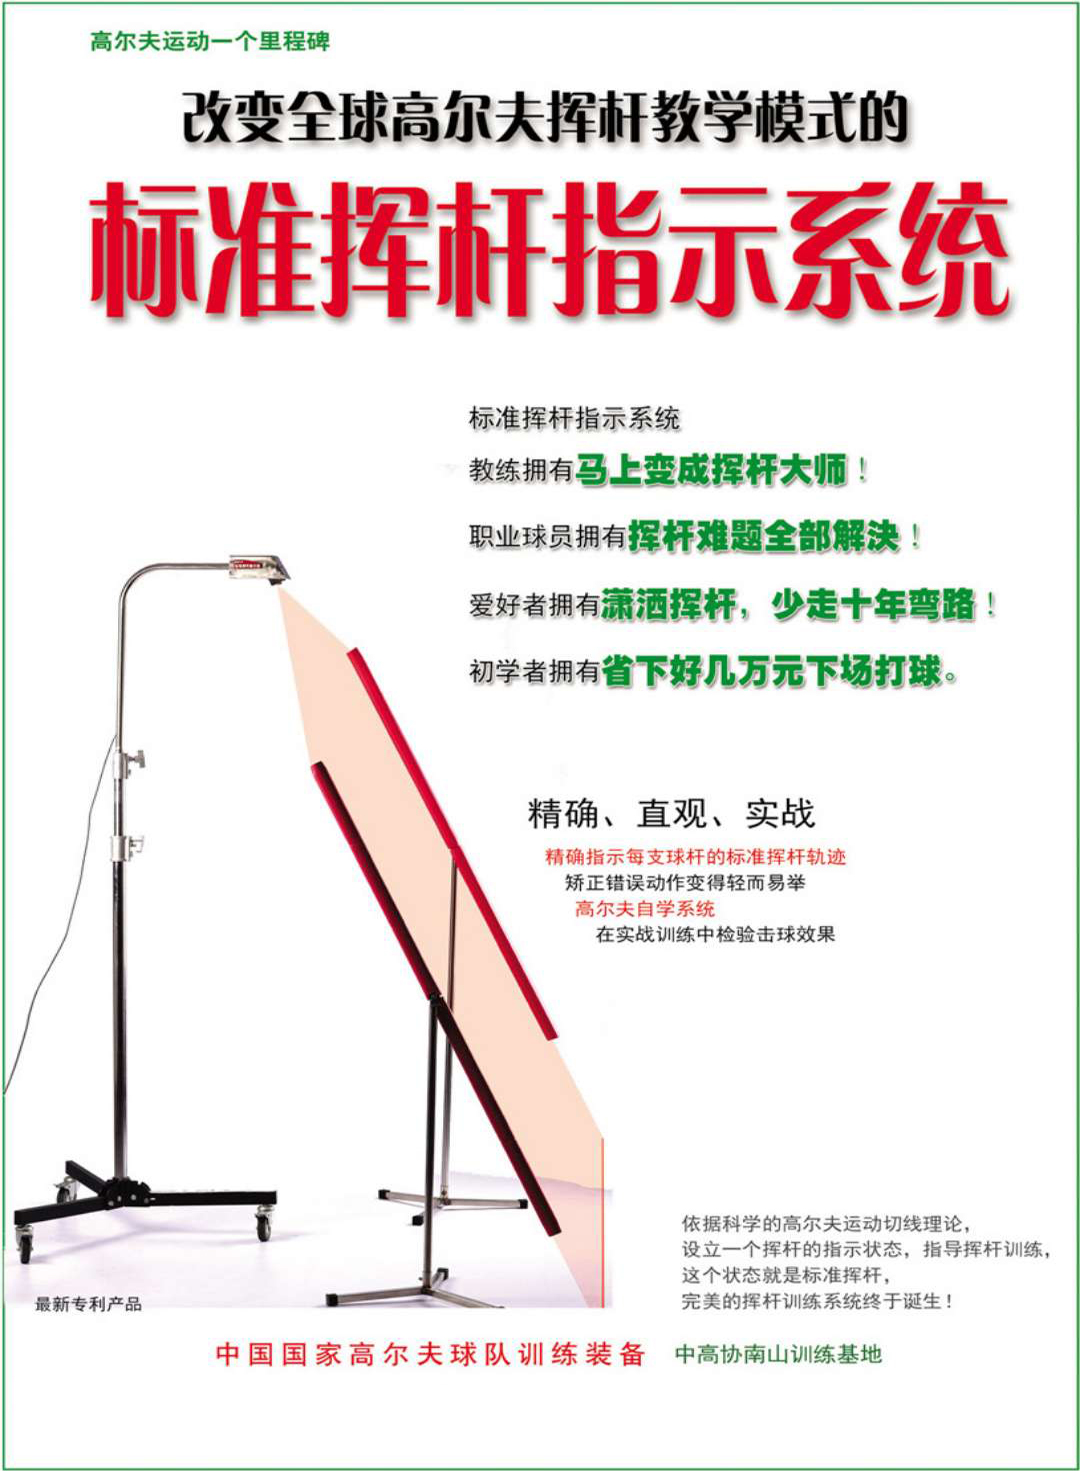 高尔夫运动一个里程碑
改变全球高尔夫挥杆教学模式的
标准挥杆指示系统
标准挥杆指示系统
教练拥有马上变成挥杆大师！
职业球员拥有挥杆难题全部解决！
爱好者拥有潇洒挥杆，少走十年弯路！
初学者拥有省下好几万元下场打球。
精确、直观、实战
精确指示每支球杆的标准挥杆轨迹
矫正错误动作变得轻而易举
高尔夫自学系统
在实战训练中检验击球效果
依据科学的高尔夫运动切线理论，
设立一个挥杆的指示状态，指导挥杆训练，
这个状态就是标准挥杆，
完美的挥杆训练系统终于诞生！
最新专利产品
中国国家高尔夫球队训练装备 中高协南山训练基地